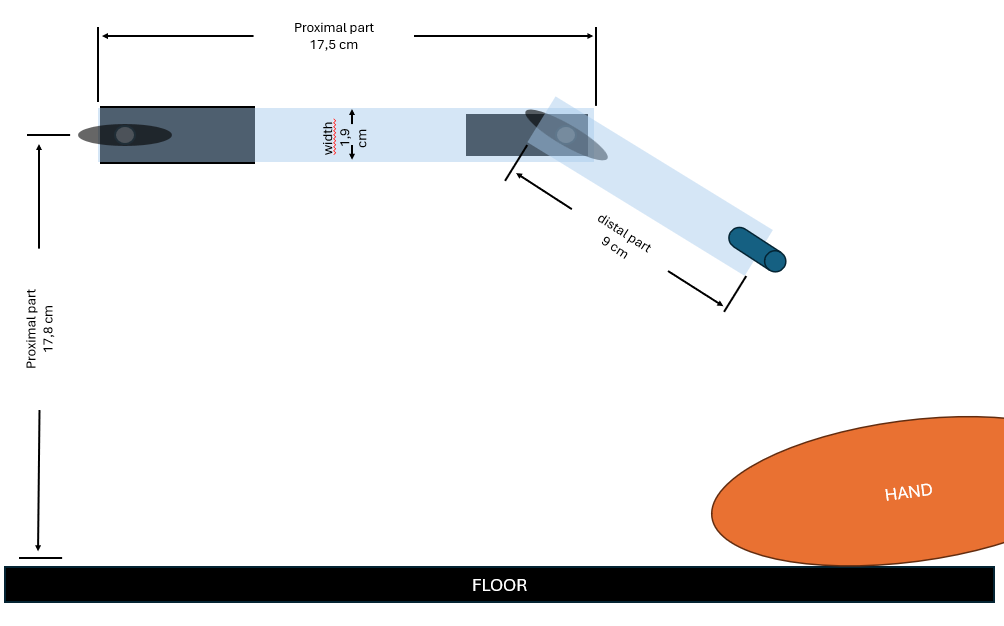 Proximal part
17,5 cm
width
1,9
cm
distal part
9 cm
Proximal part
17,8 cm
HAND
FLOOR